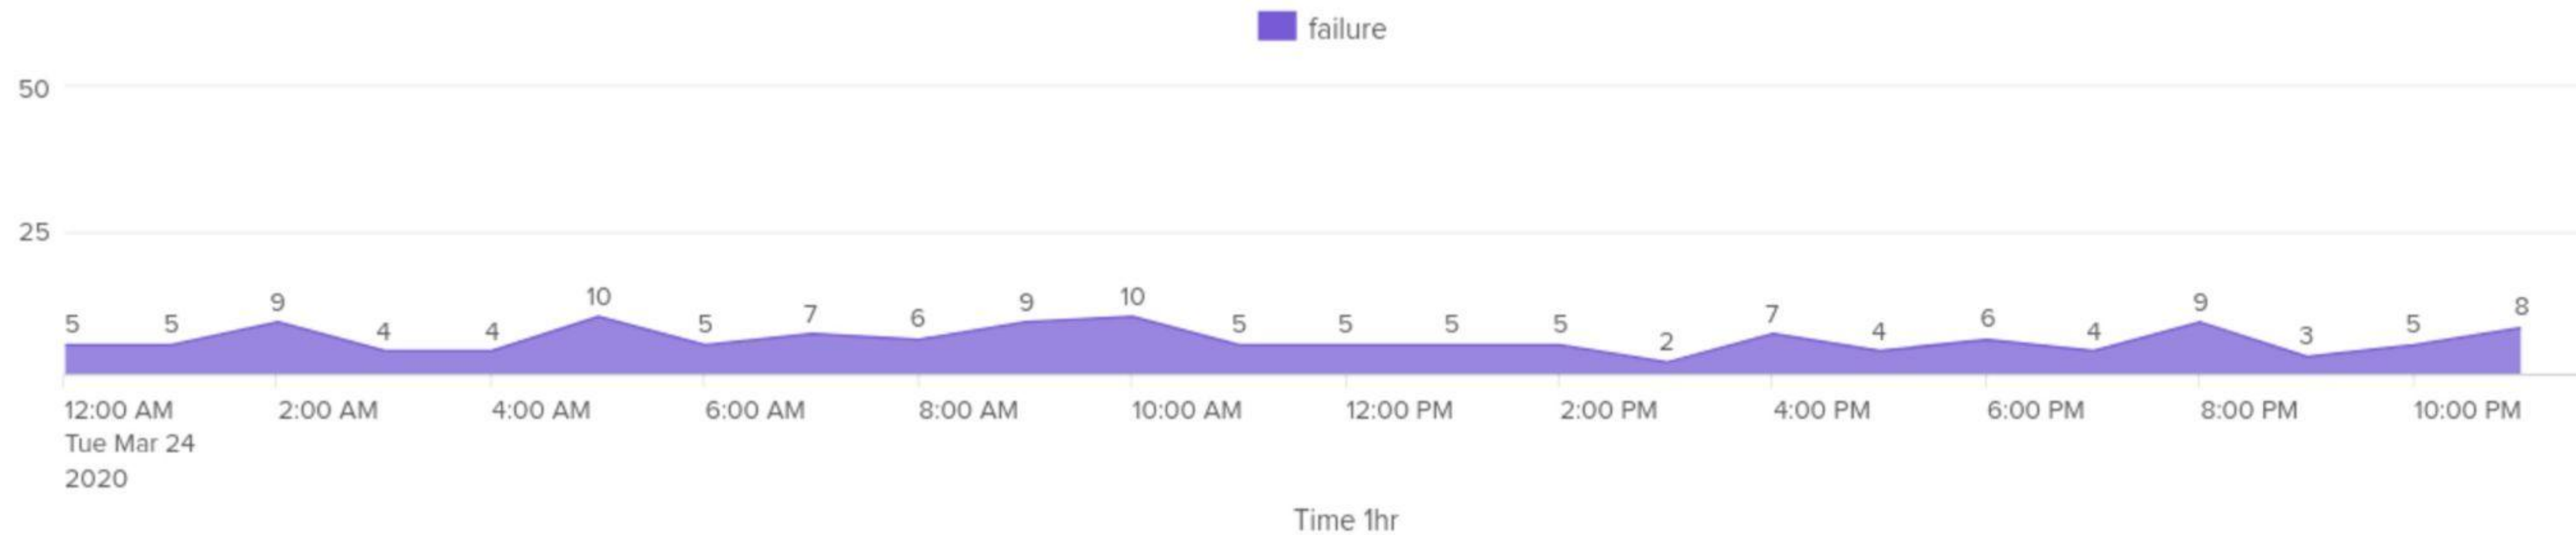 failure
50
25
5 5 9 4 4 10 5 7 6 9 10 5 5 5 5 2 7 4 6 4 9 3 5 8
12:00 AM 2:00 AM 4:00 AM 6:00 AM 8:00 AM 10:00 AM 12:00 PM 2:00 PM 4:00 PM 6:00 PM 8:00 PM 10:00 PM
Tue Mar 24
2020
Time 1hr